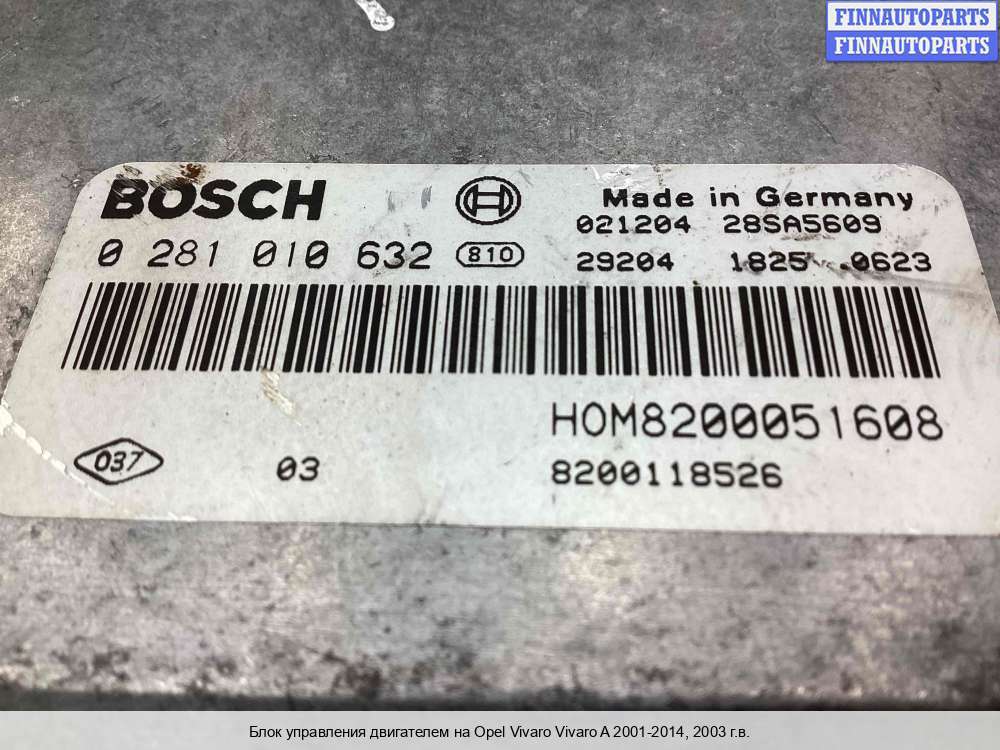 FINNAUTOPARTS
FINNAUTOPARTS
BOSCH
Made in Germany
021204 28SA5609
0 281 010 632 810
29204 1825 0623
HOM8200051608
037 03
8200118526
Блок управления двигателем на Opel Vivaro Vivaro A 2001-2014, 2003 г.в.